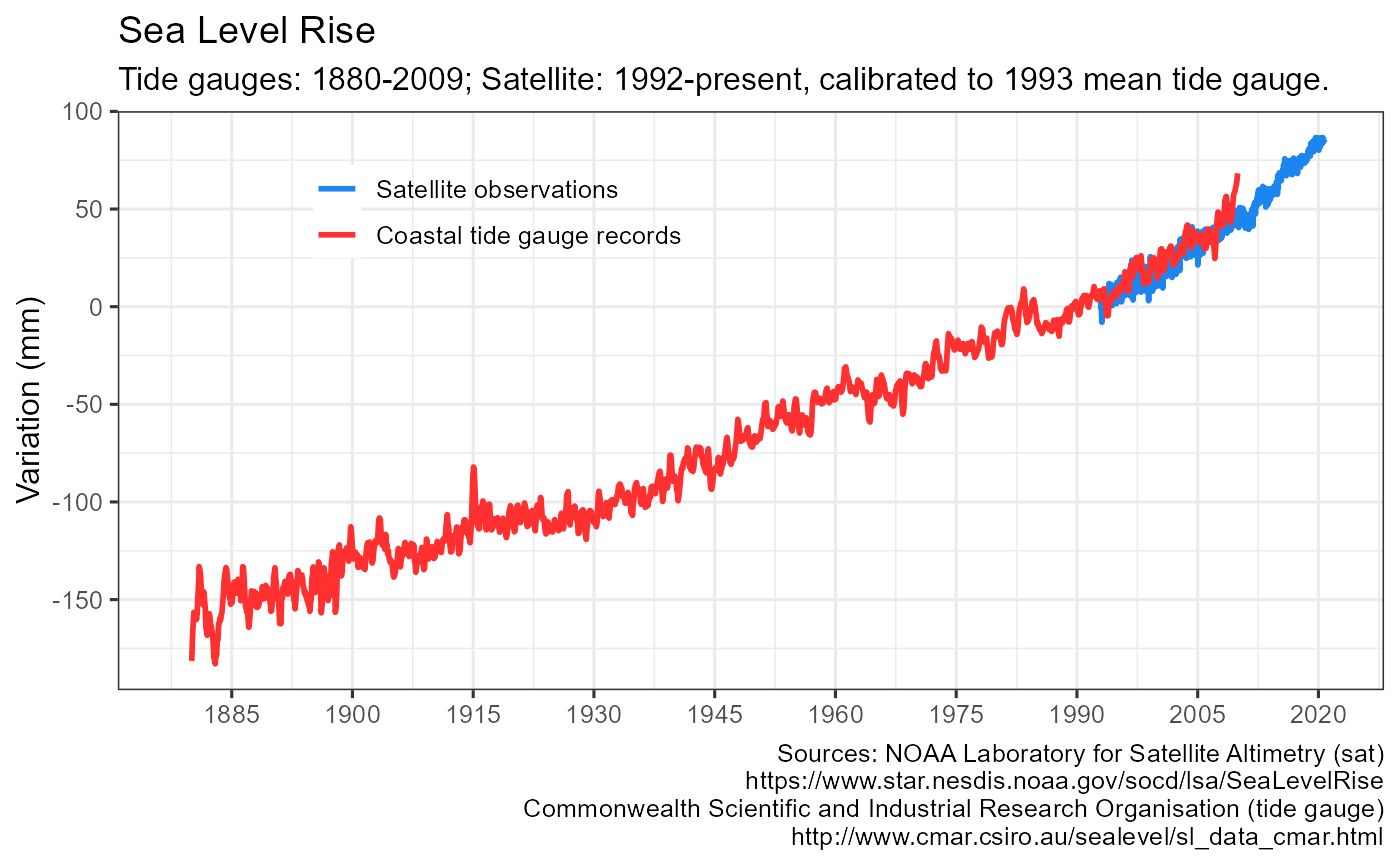 Sea Level Rise
Tide gauges: 1880-2009; Satellite: 1992-present, calibrated to 1993 mean tide gauge.
100
50
0
-50
-100
-150
Variation (mm)
Satellite observations
Coastal tide gauge records
1885 1900 1915 1930 1945 1960 1975 1990 2005 2020
Sources: NOAA Laboratory for Satellite Altimetry (sat)
https://www.star.nesdis.noaa.gov/socd/lsa/SeaLevelRise
Commonwealth Scientific and Industrial Research Organisation (tide gauge)
http://www.cmar.csiro.au/sealevel/sl_data_cmar.html